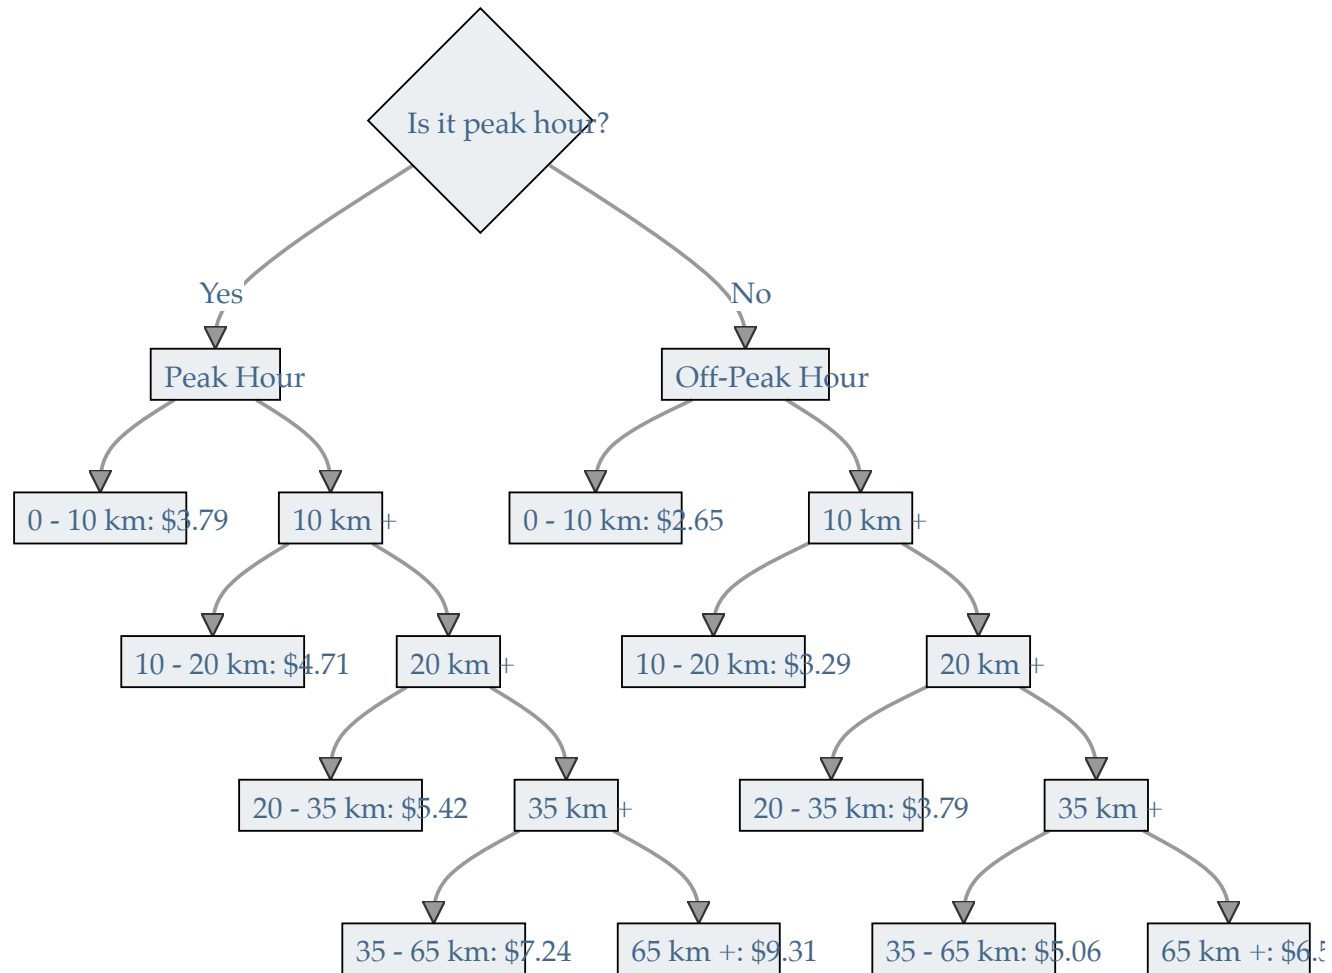 Is it peak hour?
Yes
No
Peak Hour
Off-Peak Hour
0 - 10 km: $3.79
10 km +
0 - 10 km: $2.65
10 km +
10 - 20 km: $4.71
20 km +
10 - 20 km: $3.29
20 km +
20 - 35 km: $5.42
35 km +
20 - 35 km: $3.79
35 km +
35 - 65 km: $7.24
65 km +: $9.31
35 - 65 km: $5.06
65 km +: